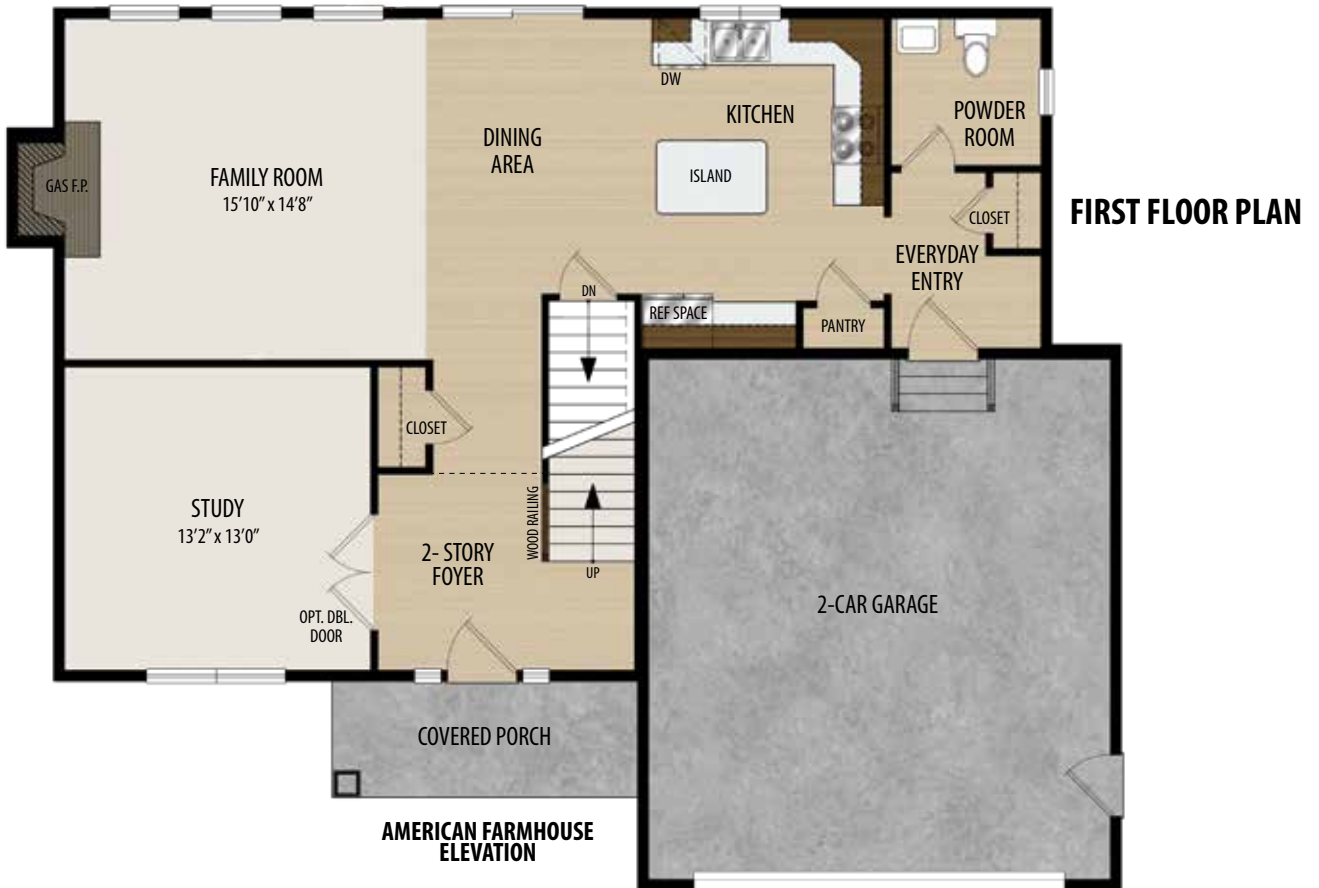 DW
KITCHEN
POWDER
ROOM
DINING
AREA
FAMILY ROOM
15'10" x 14'8"
GAS F.P.
ISLAND
CLOSET
FIRST FLOOR PLAN
EVERYDAY
ENTRY
DN
REF SPACE
PANTRY
CLOSET
STUDY
13'2" x 13'0"
WOOD RAILING
2- STORY
FOYER
UP
OPT. DBL.
DOOR
2-CAR GARAGE
COVERED PORCH
AMERICAN FARMHOUSE
ELEVATION